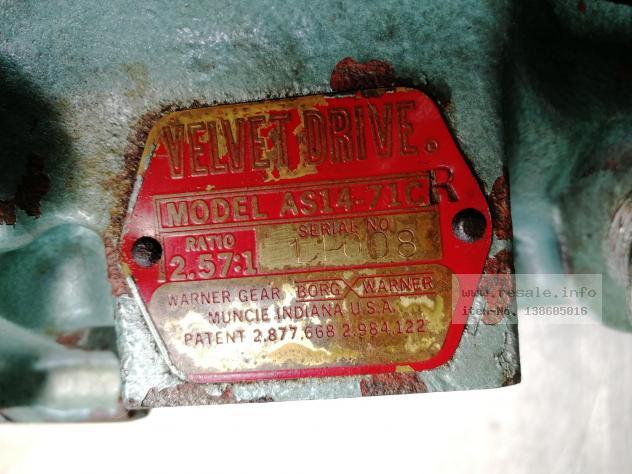 VELVET DRIVE.
MODEL AS14-71CR
RATIO
2.57:1
SERIAL NO.
WARNER GEAR BORG WARNER
MUNCIE INDIANA U.S.A.
PATENT 2.877.668 2.984.122
www.resale.info
item-No. 138605016